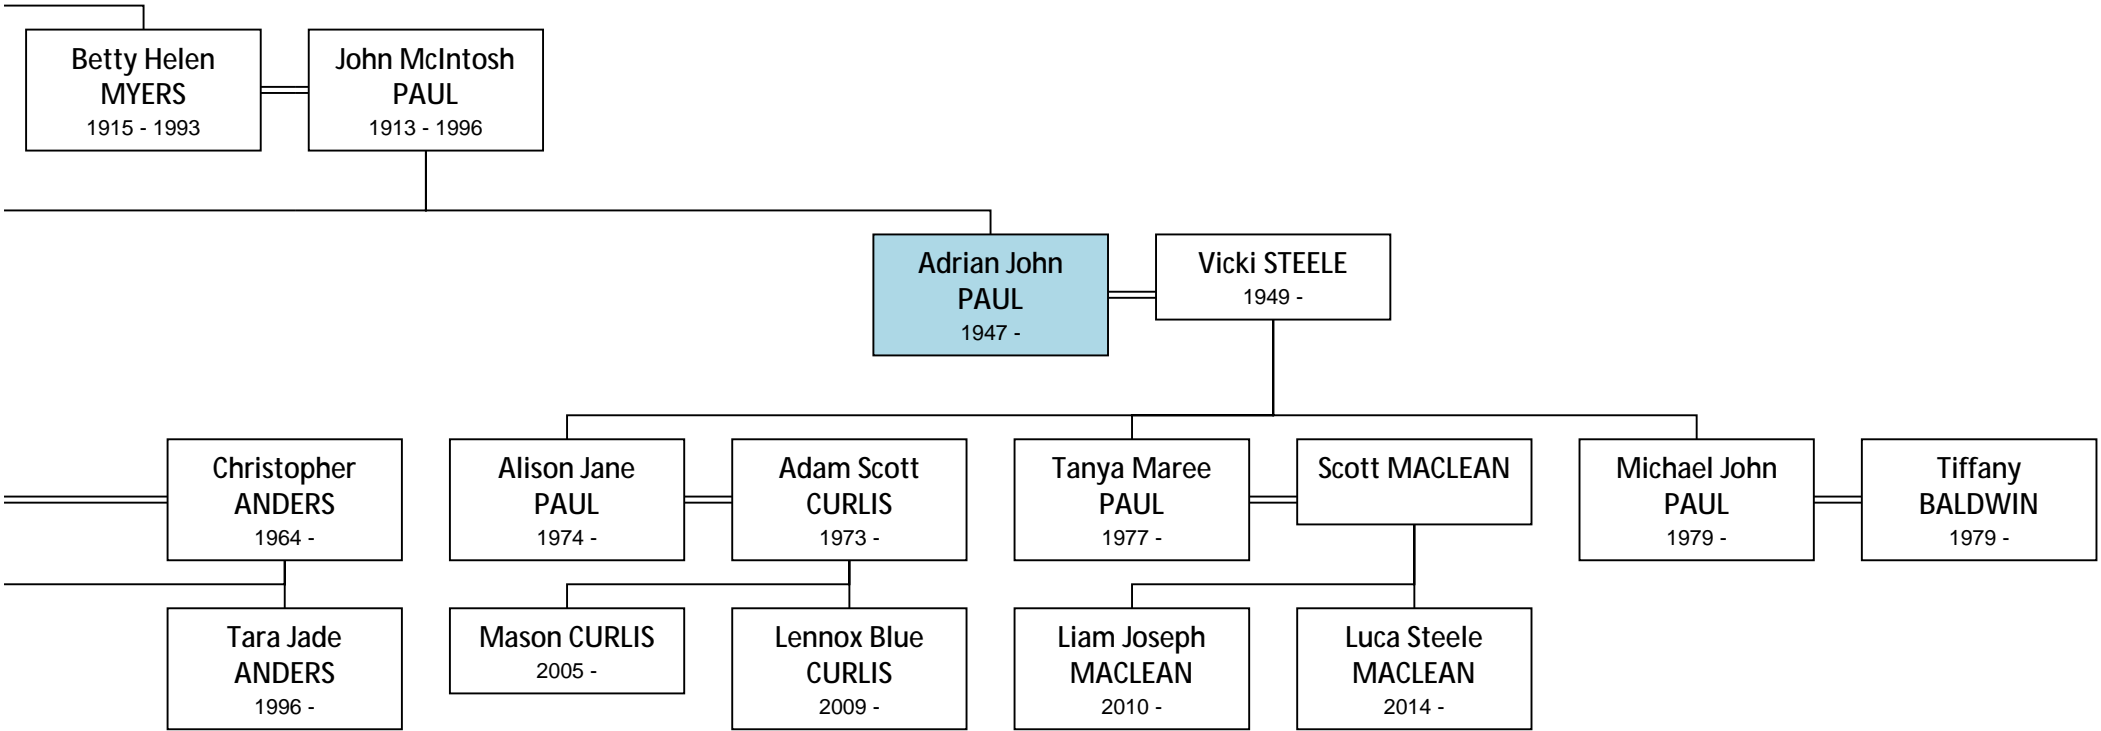 Betty Helen
MYERS
1915 - 1993
John McIntosh
PAUL
1913 - 1996
Adrian John
PAUL
1947 -
Vicki STEELE
1949 -
Christopher
ANDERS
1964 -
Alison Jane
PAUL
1974 -
Adam Scott
CURLIS
1973 -
Tanya Maree
PAUL
1977 -
Scott MACLEAN
Michael John
PAUL
1979 -
Tiffany
BALDWIN
1979 -
Tara Jade
ANDERS
1996 -
Mason CURLIS
2005 -
Lennox Blue
CURLIS
2009 -
Liam Joseph
MACLEAN
2010 -
Luca Steele
MACLEAN
2014 -